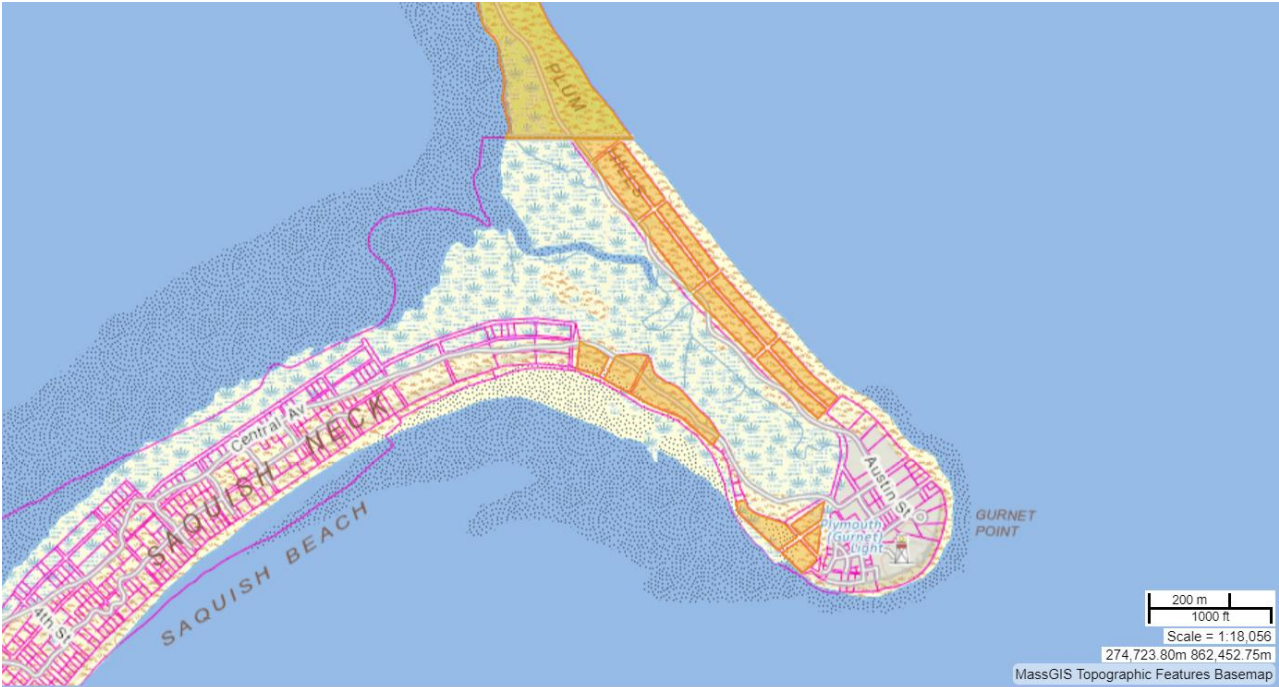 PLUM
HILLS
Central Av
SAQUISH NECK
SAQUISH BEACH
4th St
Austin St
Plymouth
(Gurnet)
Light
GURNET
POINT
200 m
1000 ft
Scale = 1:18,056
274,723.80m 862,452.75m
MassGIS Topographic Features Basemap